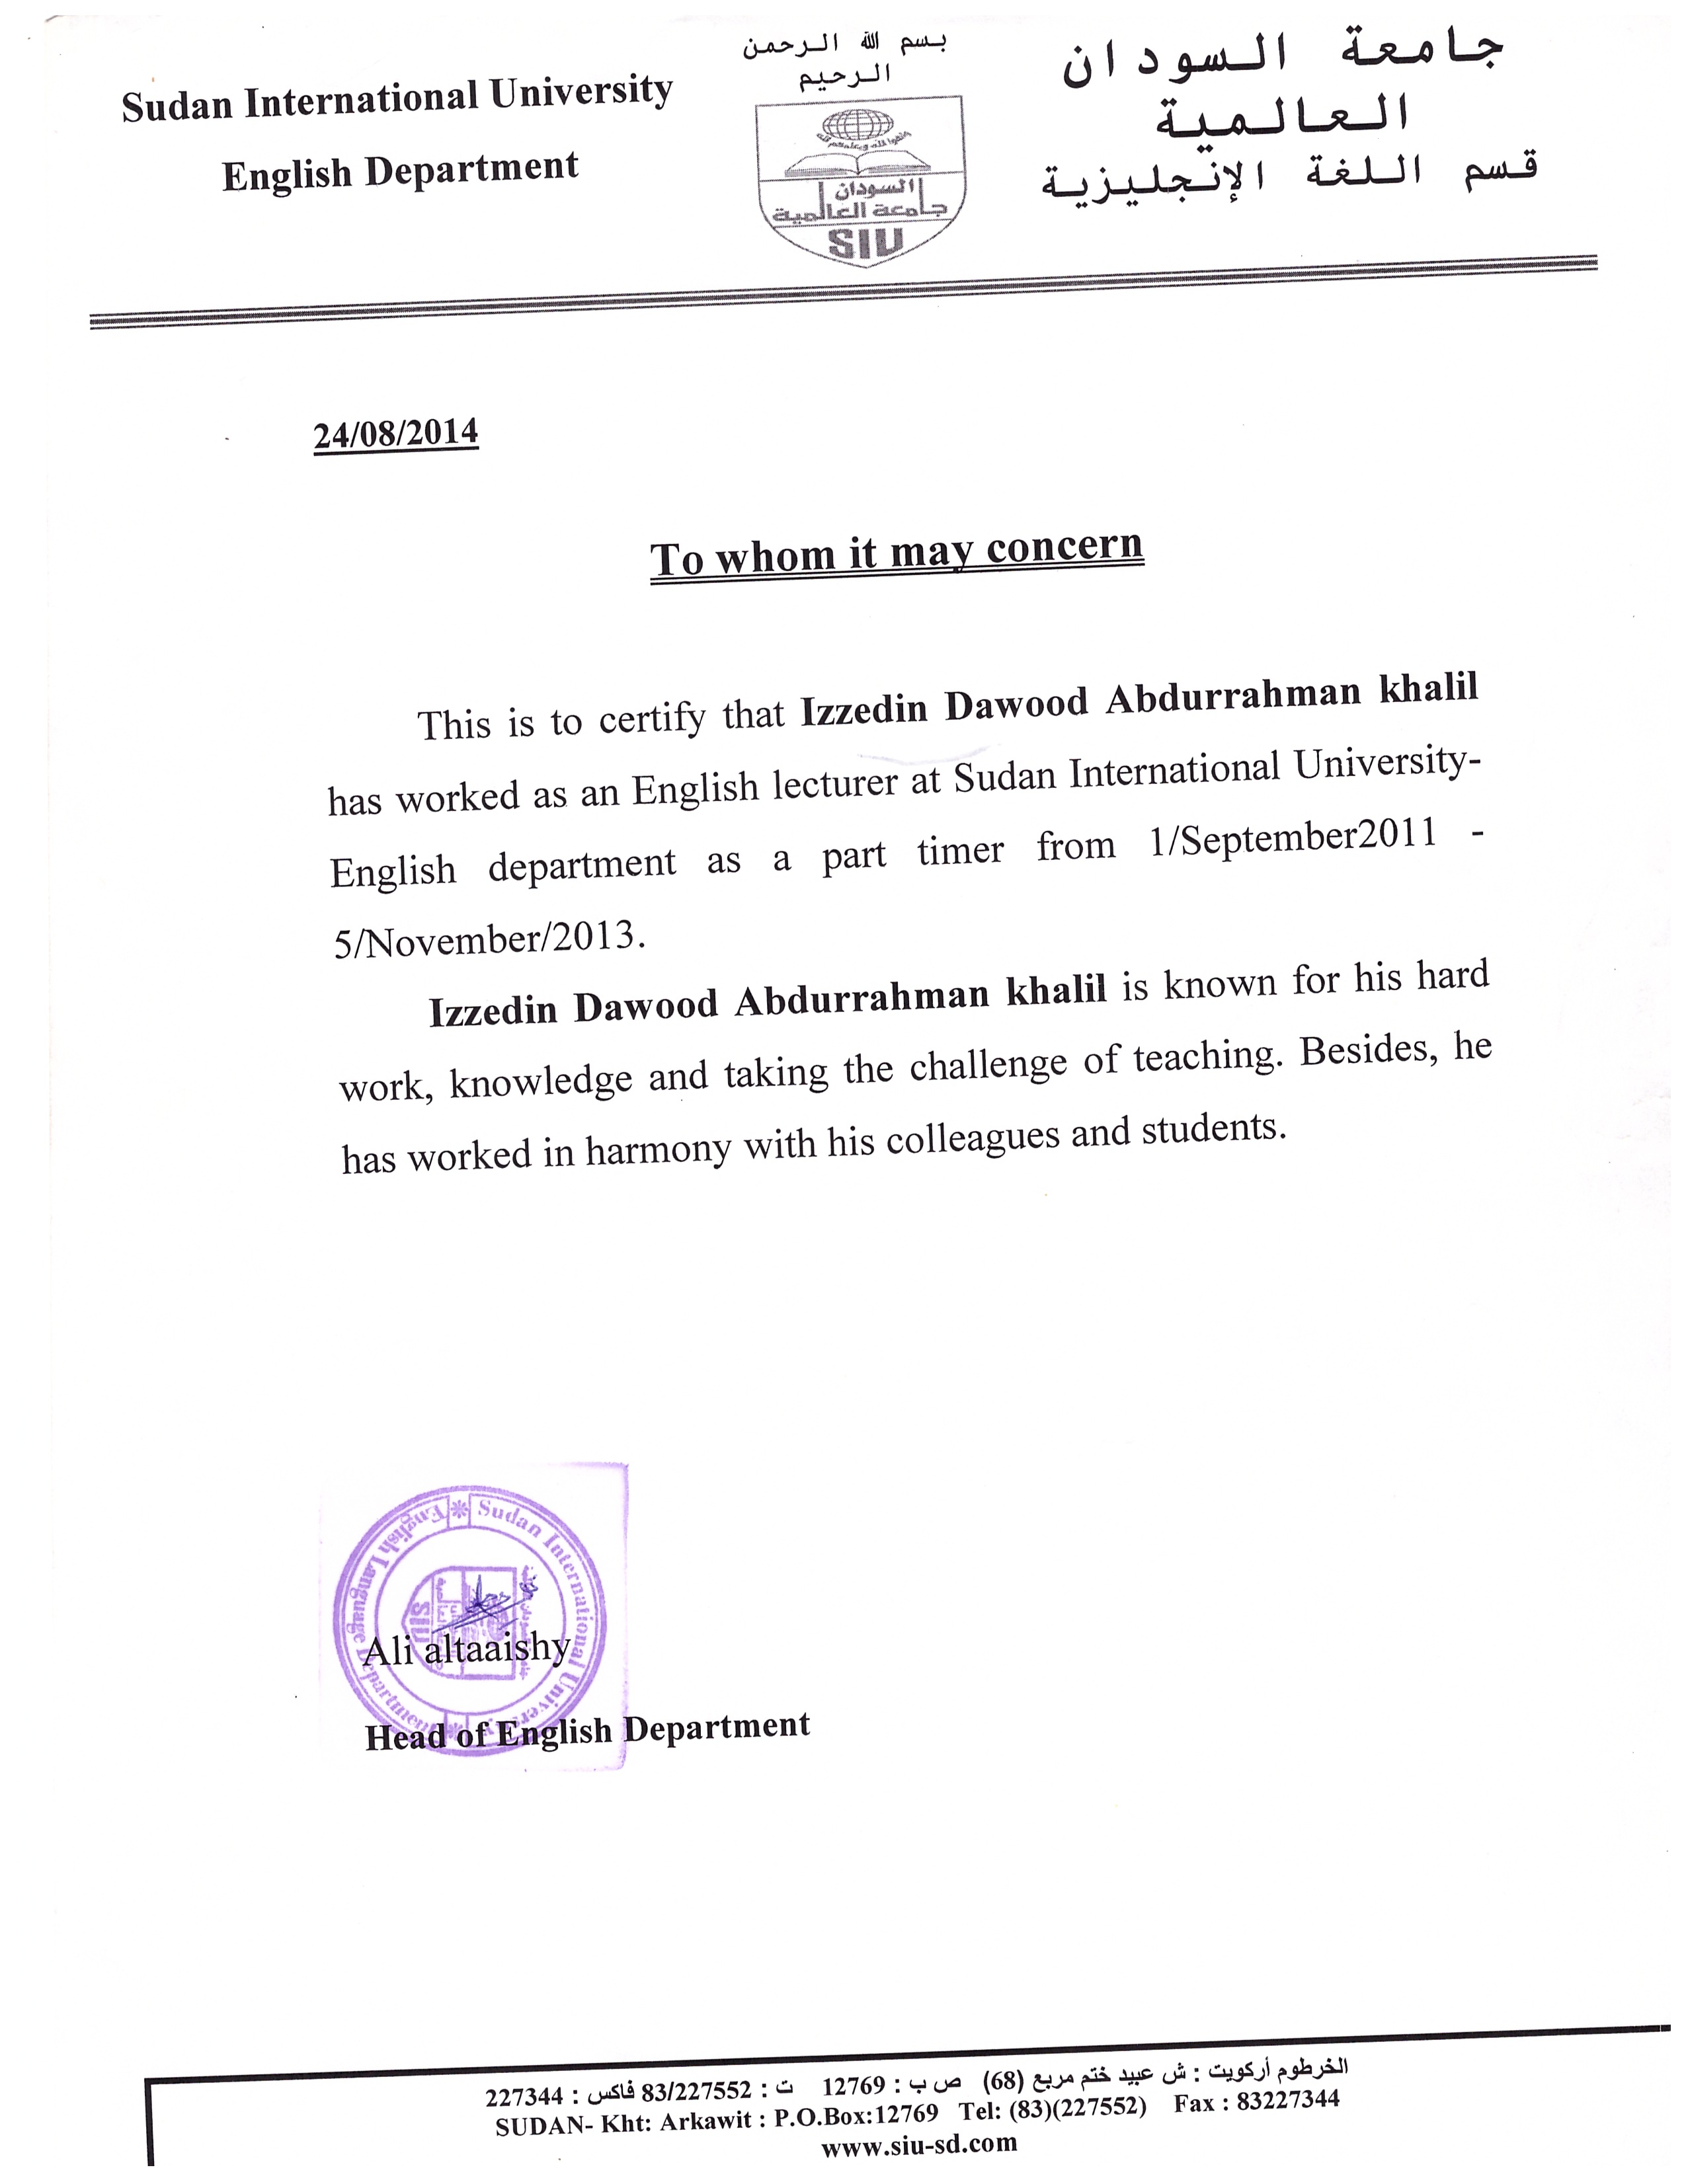 Sudan International University
English Department
بسم الله الرحمن
الرحيم
السودان
جامعة العالمية
SIU
جامعة السودان
العالمية
قسم اللغة الإنجليزية
24/08/2014
To whom it may concern
This is to certify that Izzedin Dawood Abdurrahman khalil
has worked as an English lecturer at Sudan International University-
English department as a part timer from 1/September2011 -
5/November/2013.
Izzedin Dawood Abdurrahman khalil is known for his hard
work, knowledge and taking the challenge of teaching. Besides, he
has worked in harmony with his colleagues and students.
Sudan International University
English Language Department
SIU
Ali altaaishy
Head of English Department
الخرطوم أركويت : ش عبيد ختم مربع (68) ص ب : 12769 ت : 83/227552 فاكس : 227344
SUDAN- Kht: Arkawit : P.O.Box:12769 Tel: (83)(227552) Fax : 83227344
www.siu-sd.com